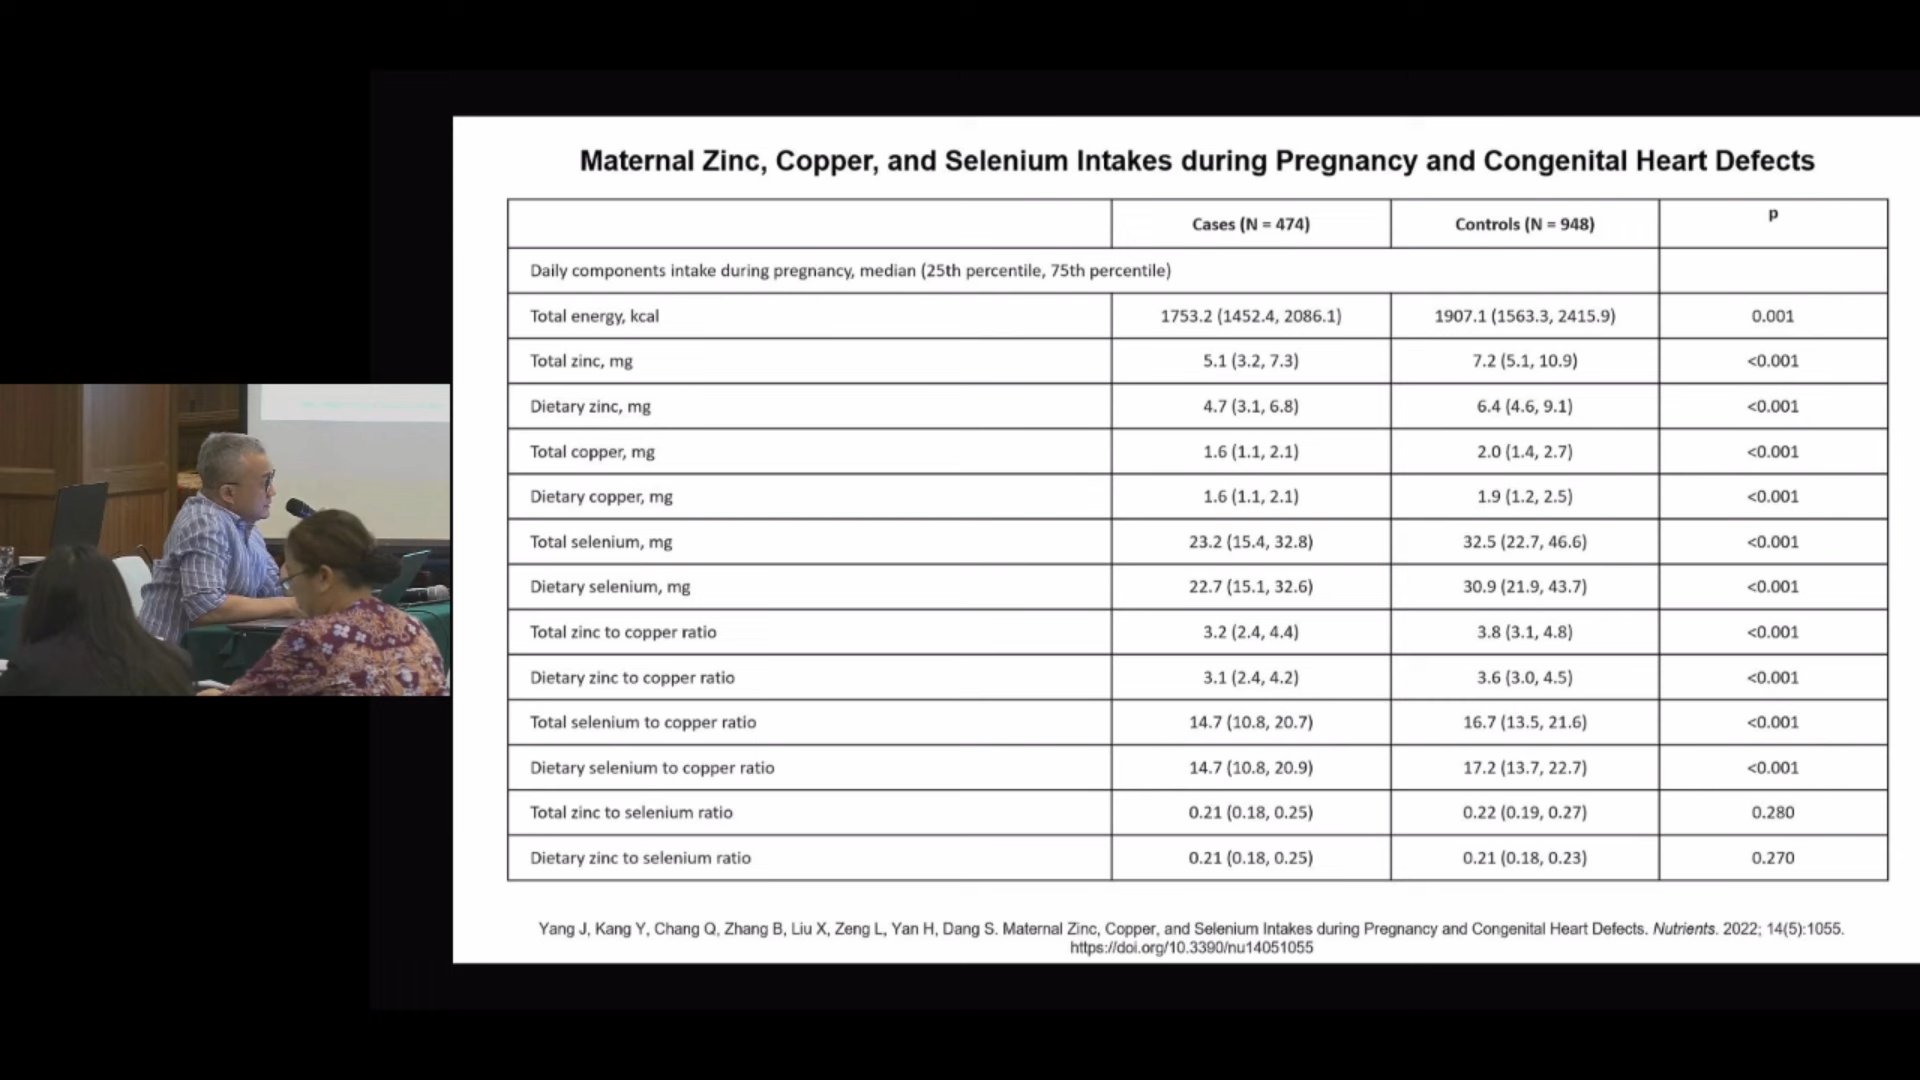 Maternal Zinc, Copper, and Selenium Intakes during Pregnancy and Congenital Heart Defects
Cases (N = 474) Controls (N = 948) p
Daily components intake during pregnancy, median (25th percentile, 75th percentile)
Total energy, kcal 1753.2 (1452.4, 2086.1) 1907.1 (1563.3, 2415.9) 0.001
Total zinc, mg 5.1 (3.2, 7.3) 7.2 (5.1, 10.9) <0.001
Dietary zinc, mg 4.7 (3.1, 6.8) 6.4 (4.6, 9.1) <0.001
Total copper, mg 1.6 (1.1, 2.1) 2.0 (1.4, 2.7) <0.001
Dietary copper, mg 1.6 (1.1, 2.1) 1.9 (1.2, 2.5) <0.001
Total selenium, mg 23.2 (15.4, 32.8) 32.5 (22.7, 46.6) <0.001
Dietary selenium, mg 22.7 (15.1, 32.6) 30.9 (21.9, 43.7) <0.001
Total zinc to copper ratio 3.2 (2.4, 4.4) 3.8 (3.1, 4.8) <0.001
Dietary zinc to copper ratio 3.1 (2.4, 4.2) 3.6 (3.0, 4.5) <0.001
Total selenium to copper ratio 14.7 (10.8, 20.7) 16.7 (13.5, 21.6) <0.001
Dietary selenium to copper ratio 14.7 (10.8, 20.9) 17.2 (13.7, 22.7) <0.001
Total zinc to selenium ratio 0.21 (0.18, 0.25) 0.22 (0.19, 0.27) 0.280
Dietary zinc to selenium ratio 0.21 (0.18, 0.25) 0.21 (0.18, 0.23) 0.270
Yang J, Kang Y, Chang Q, Zhang B, Liu X, Zeng L, Yan H, Dang S. Maternal Zinc, Copper, and Selenium Intakes during Pregnancy and Congenital Heart Defects. Nutrients. 2022; 14(5):1055.
https://doi.org/10.3390/nu14051055